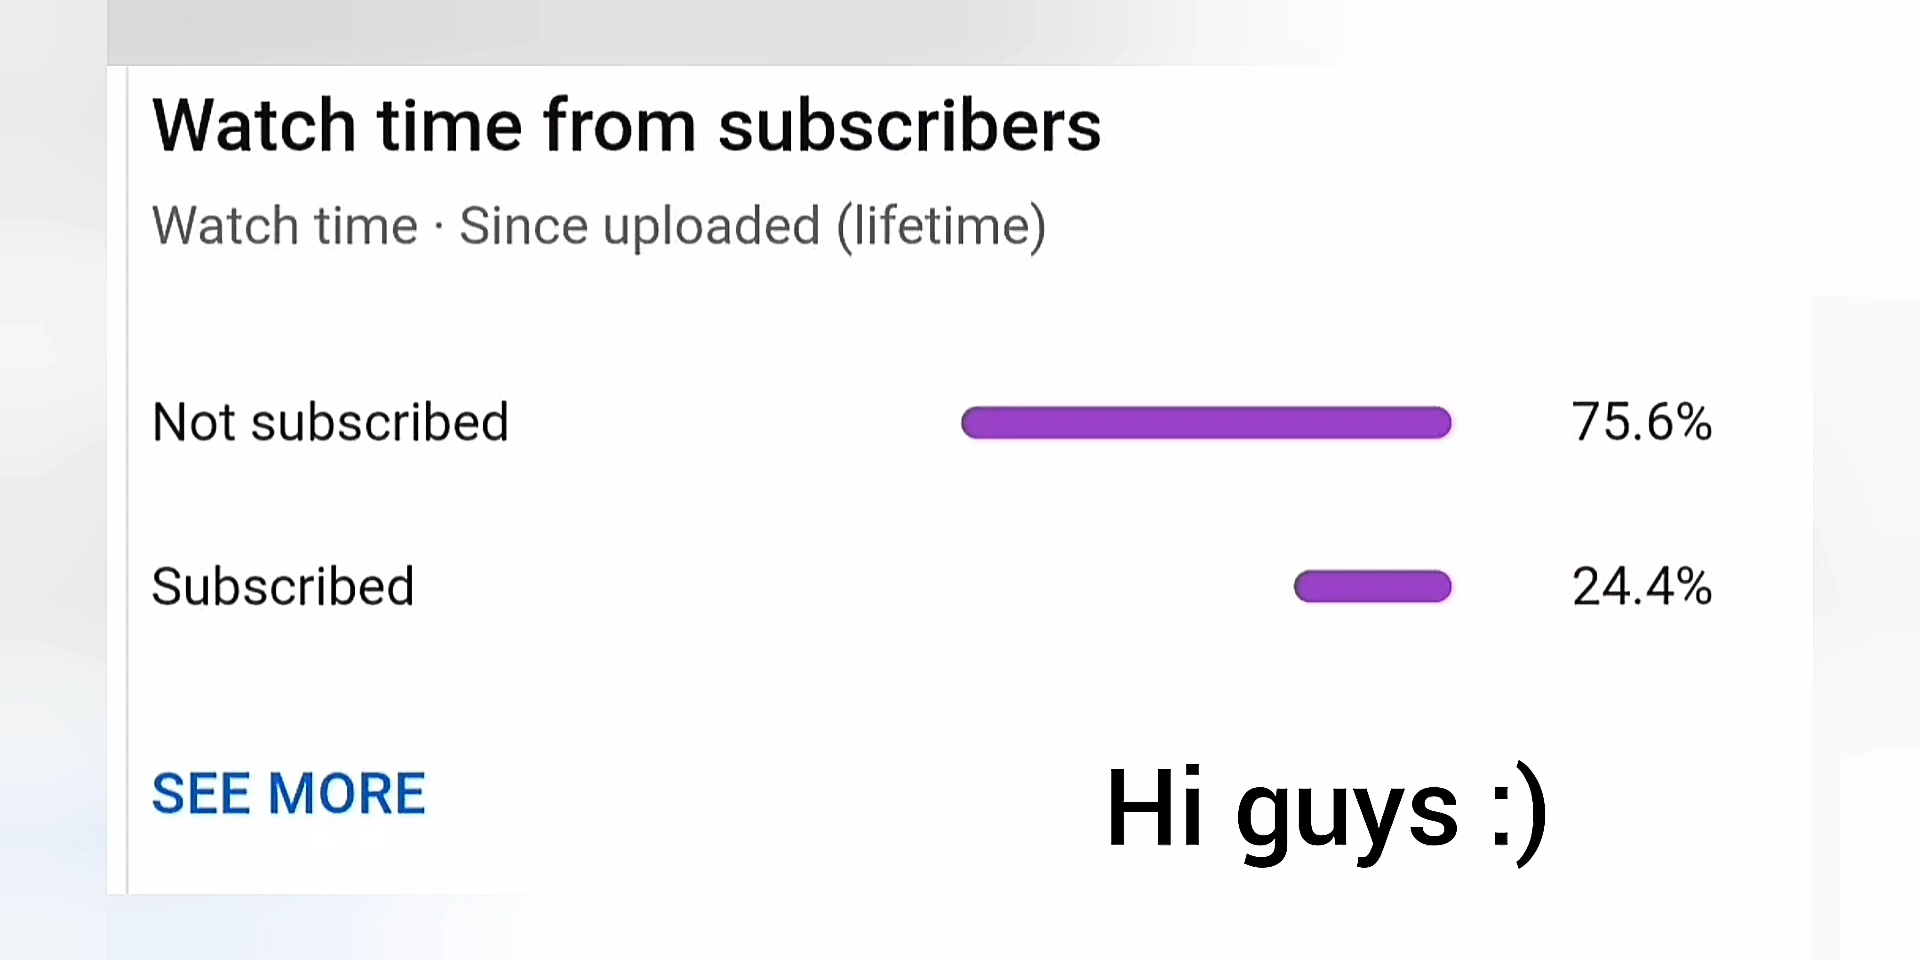 Watch time from subscribers
Watch time · Since uploaded (lifetime)
Not subscribed 75.6%
Subscribed 24.4%
SEE MORE
Hi guys :)